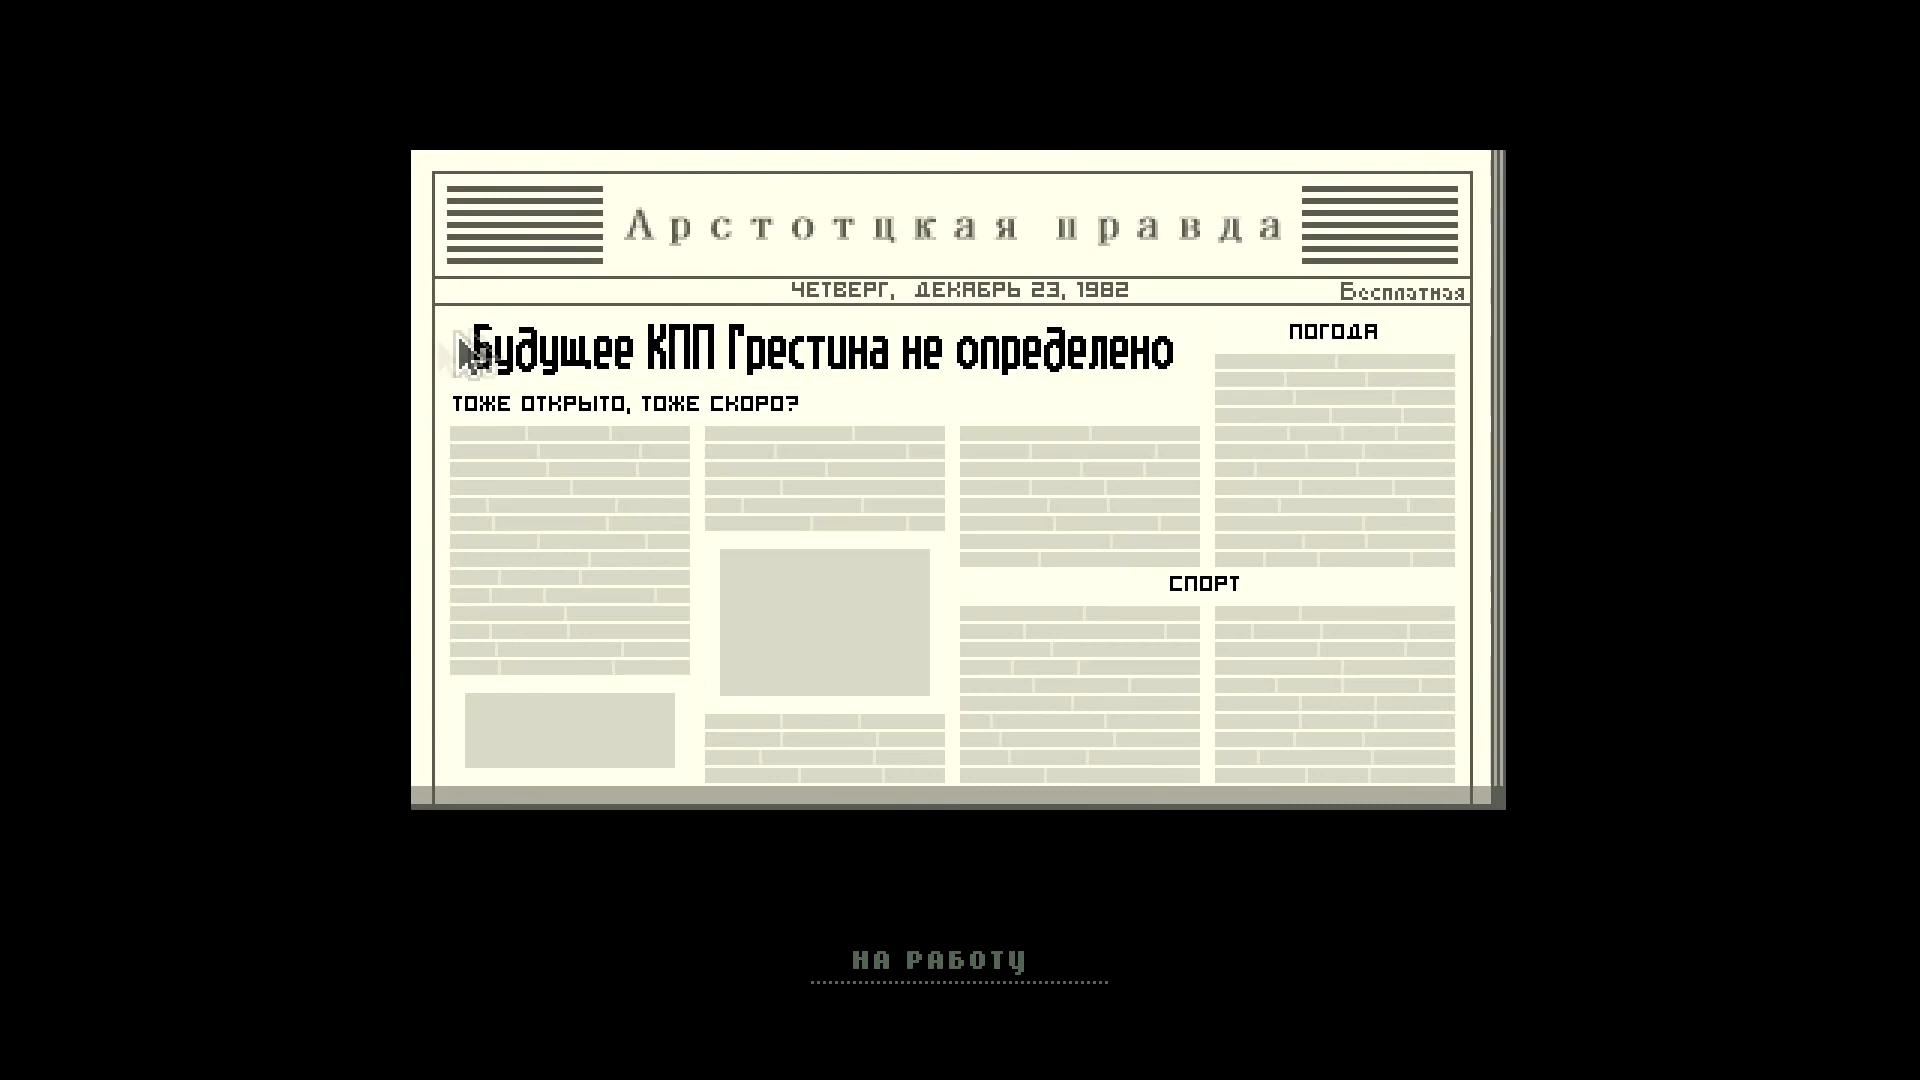 Арстотцкая правда
ЧЕТВЕРГ, ДЕКАБРЬ 23, 1982
Бесплатная
Будущее КПП Грестина не определено
ПОГОДА
ТОЖЕ ОТКРЫТО, ТОЖЕ СКОРО?
СПОРТ
НА РАБОТУ